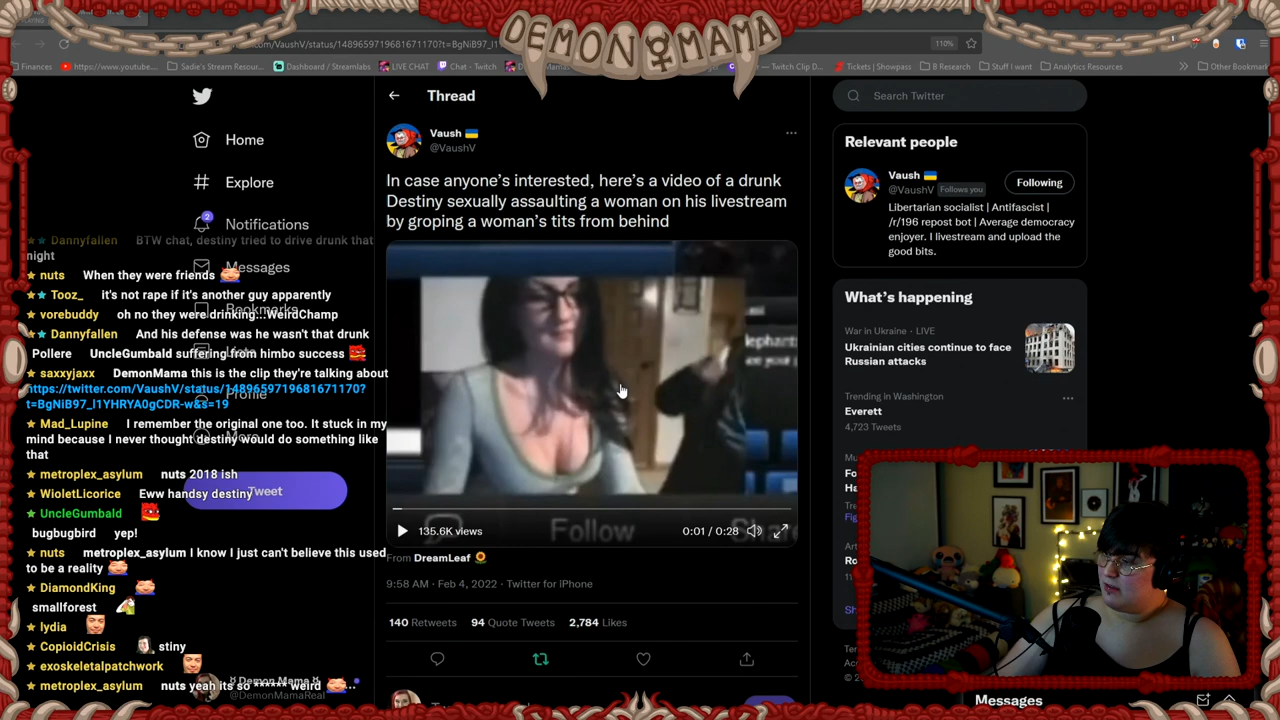 DEMON MAMA
.com/VaushV/status/1489659719681671170?t=BgNiB97_l1
110%
Finances
https://www.youtube...
Sadie's Stream Resour...
Dashboard / Streamlabs
LIVE CHAT
Chat - Twitch
— Twitch Clip D...
Tickets | Showpass
B Research
Stuff I want
Analytics Resources
Other Bookmark
Home
Explore
2
Notifications
Messages
Bookmarks
Lists
Profile
More
Tweet
Demon Mama
@DemonMamaReal
Dannyfallen BTW chat, destiny tried to drive drunk that
night
nuts When they were friends
Tooz_ it's not rape if it's another guy apparently
vorebuddy oh no they were drinking...WeirdChamp
Dannyfallen And his defense was he wasn't that drunk
Pollere UncleGumbald suffering from himbo success
saxxyjaxx DemonMama this is the clip they're talking about
https://twitter.com/VaushV/status/1489659719681671170?
t=BgNiB97_l1YHRYA0gCDR-w&s=19
Mad_Lupine I remember the original one too. It stuck in my
mind because I never thought destiny would do something like
that
metroplex_asylum nuts 2018 ish
WioletLicorice Eww handsy destiny
UncleGumbald
bugbugbird yep!
nuts metroplex_asylum I know I just can't believe this used
to be a reality
DiamondKing
smallforest
lydia
CopioidCrisis stiny
exoskeletalpatchwork
metroplex_asylum nuts yeah its so ****** weird
Thread
Vaush
@VaushV
In case anyone's interested, here's a video of a drunk
Destiny sexually assaulting a woman on his livestream
by groping a woman's tits from behind
135.6K views
Follow
Share
0:01 / 0:28
From DreamLeaf
9:58 AM · Feb 4, 2022 · Twitter for iPhone
140 Retweets 94 Quote Tweets 2,784 Likes
Search Twitter
Relevant people
Vaush
@VaushV Follows you
Following
Libertarian socialist | Antifascist |
/r/196 repost bot | Average democracy
enjoyer. I livestream and upload the
good bits.
What's happening
War in Ukraine · LIVE
Ukrainian cities continue to face
Russian attacks
Trending in Washington
Everett
4,723 Tweets
Messages